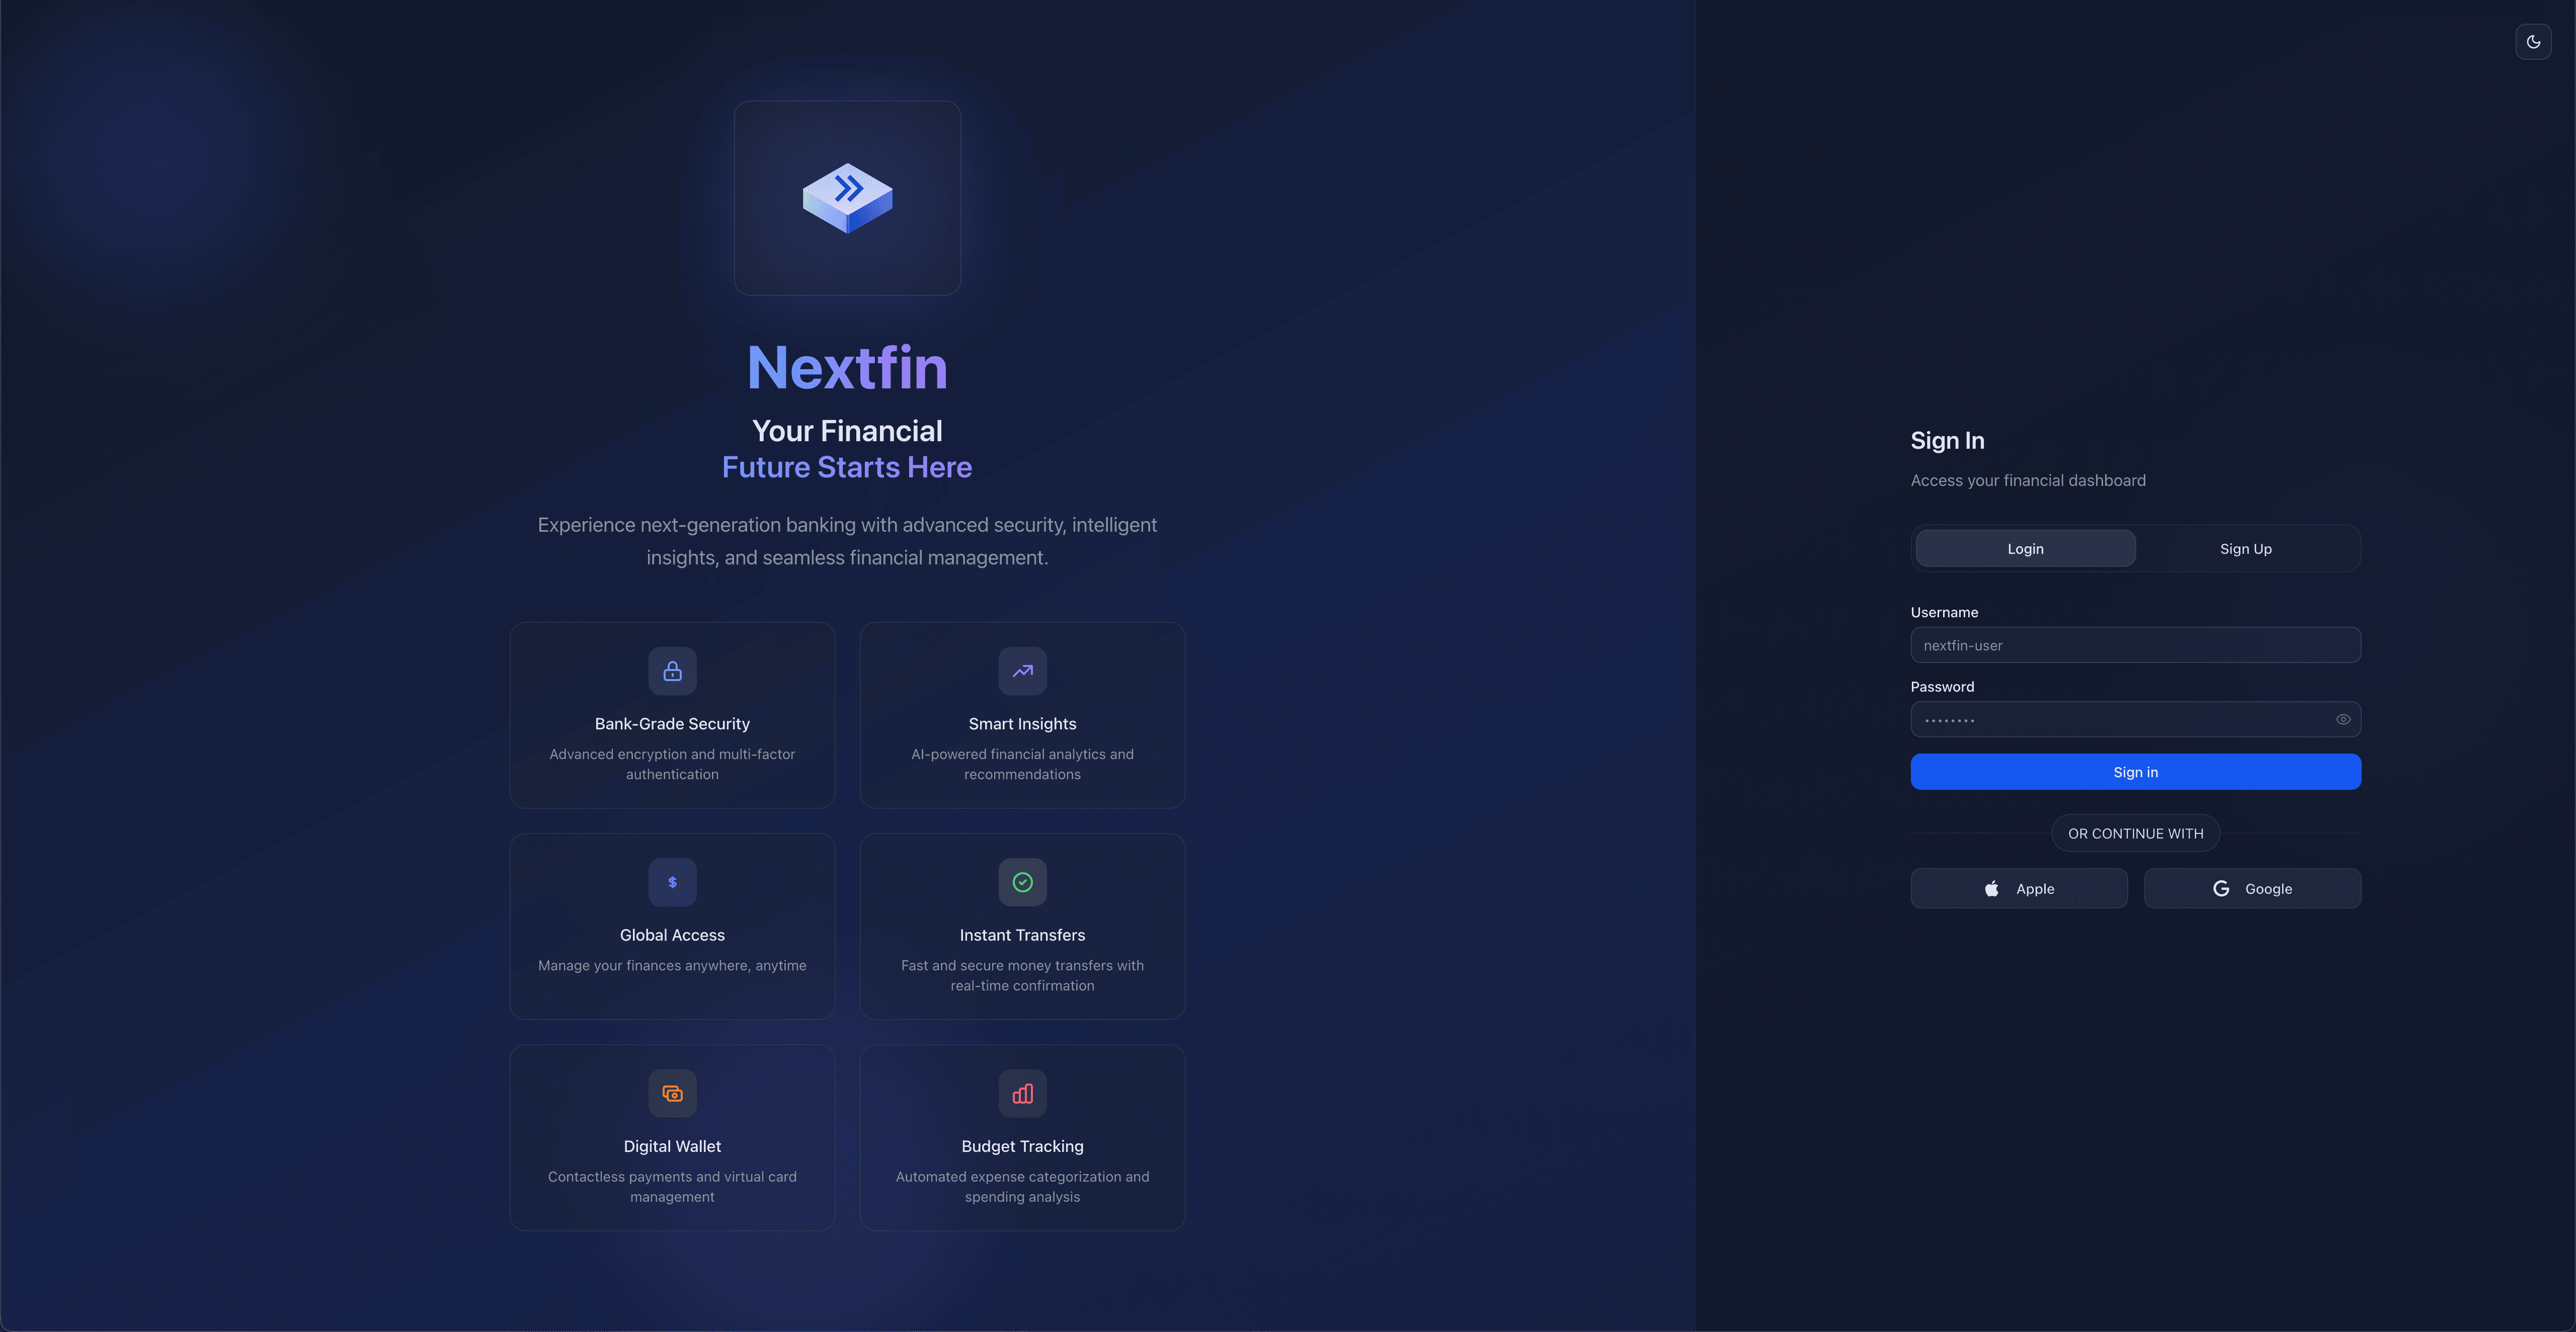 Nextfin
Your Financial
Future Starts Here
Experience next-generation banking with advanced security, intelligent
insights, and seamless financial management.
Bank-Grade Security
Advanced encryption and multi-factor
authentication
Smart Insights
AI-powered financial analytics and
recommendations
$
Global Access
Manage your finances anywhere, anytime
Instant Transfers
Fast and secure money transfers with
real-time confirmation
Digital Wallet
Contactless payments and virtual card
management
Budget Tracking
Automated expense categorization and
spending analysis
Sign In
Access your financial dashboard
Login
Sign Up
Username
nextfin-user
Password
••••••••
Sign in
OR CONTINUE WITH
Apple
G Google